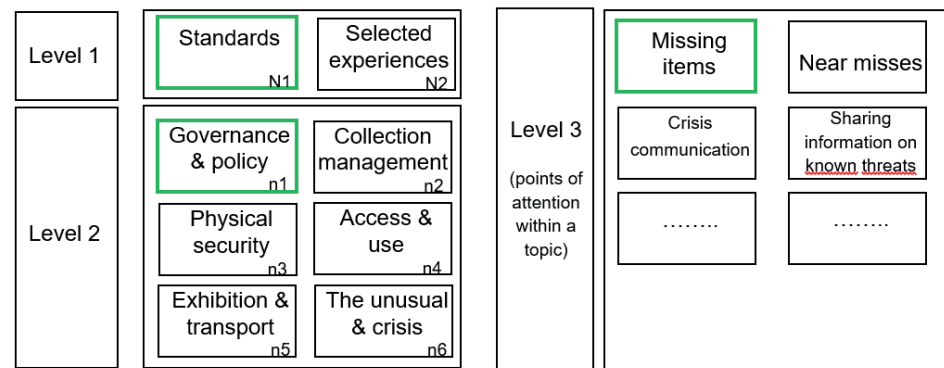 Level 1
Standards
N1
Selected
experiences
N2
Level 2
Governance
& policy
n1
Collection
management
n2
Physical
security
n3
Access &
use
n4
Exhibition &
transport
n5
The unusual
& crisis
n6
Level 3
(points of
attention
within a
topic)
Missing
items
Near misses
Crisis
communication
Sharing
information on
known threats
……..
……..